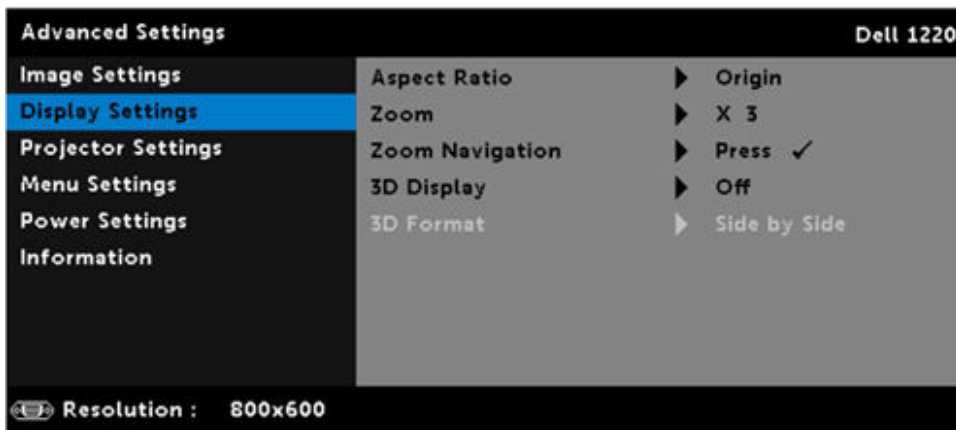 Advanced Settings Dell 1220
Image Settings
Display Settings
Projector Settings
Menu Settings
Power Settings
Information
Aspect Ratio Origin
Zoom X 3
Zoom Navigation Press ✓
3D Display Off
3D Format Side by Side
Resolution : 800x600